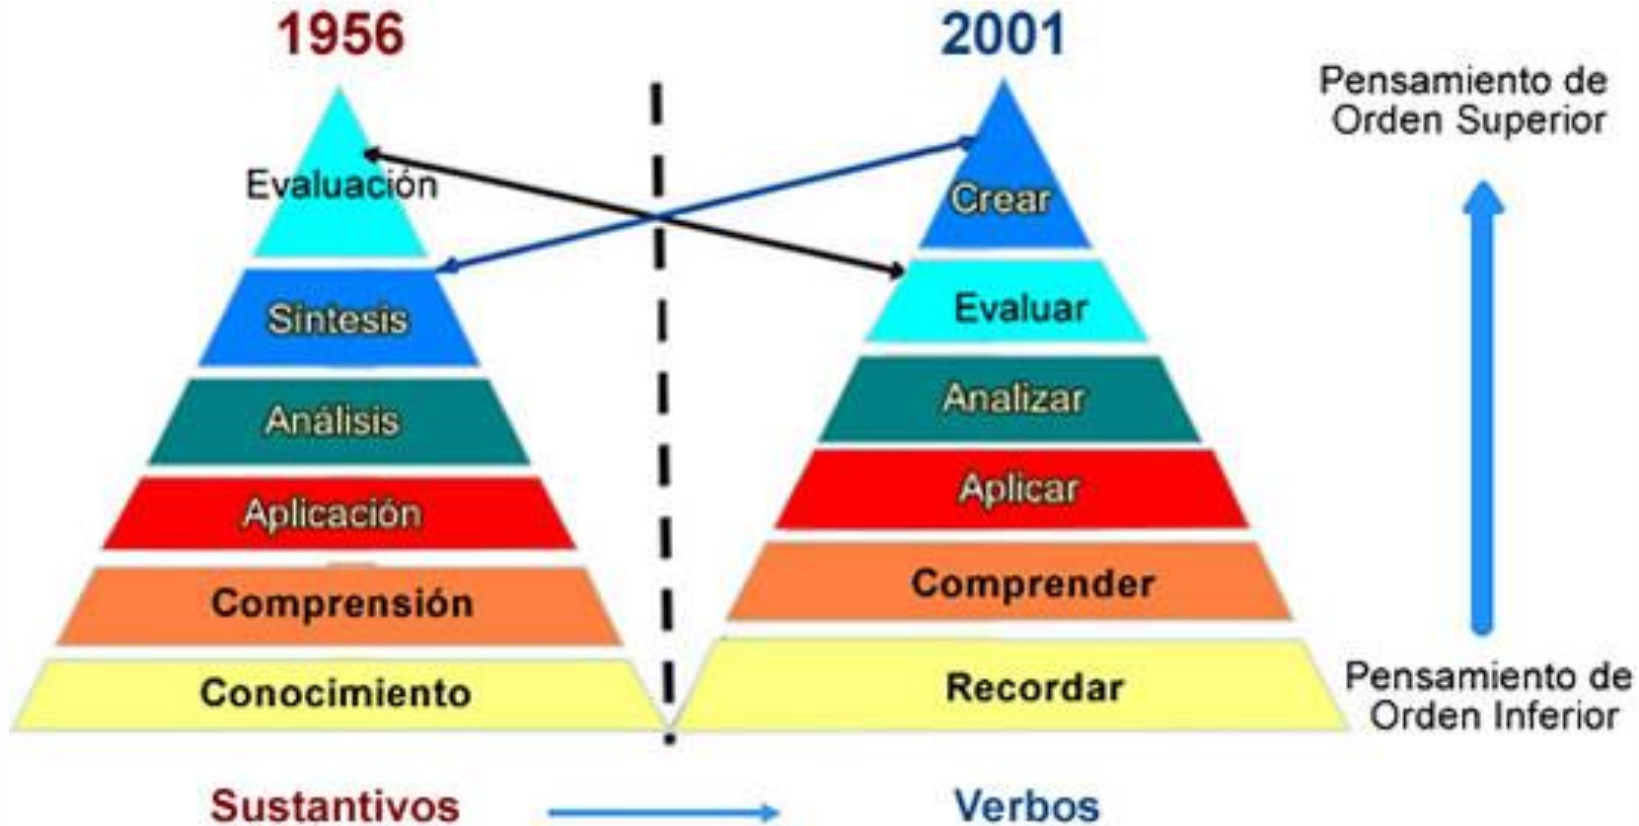 1956
Evaluación
Síntesis
Análisis
Aplicación
Comprensión
Conocimiento
Sustantivos
2001
Crear
Evaluar
Analizar
Aplicar
Comprender
Recordar
Verbos
Pensamiento de
Orden Superior
Pensamiento de
Orden Inferior